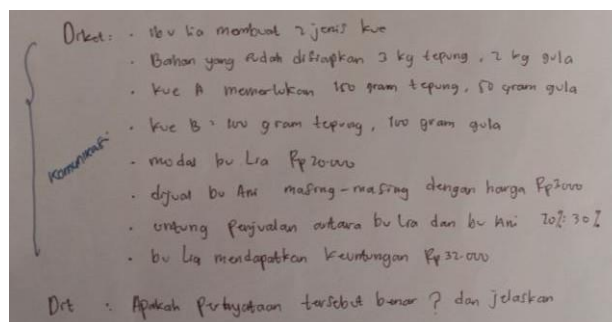 Diket : · Ibu Lia membuat 2 jenis kue
· Bahan yang sudah disiapkan 3 kg tepung, 2 kg gula
· kue A memerlukan 150 gram tepung, 50 gram gula
· kue B = 100 gram tepung, 100 gram gula
Komunikasi
· modal bu Lia Rp 20.000
· dijual bu Ani masing-masing dengan harga Rp3000
· untung penjualan antara bu Lia dan bu Ani 70% : 30%
· bu Lia mendapatkan keuntungan Rp 32.000
Dit : Apakah pernyataan tersebut benar ? dan jelaskan